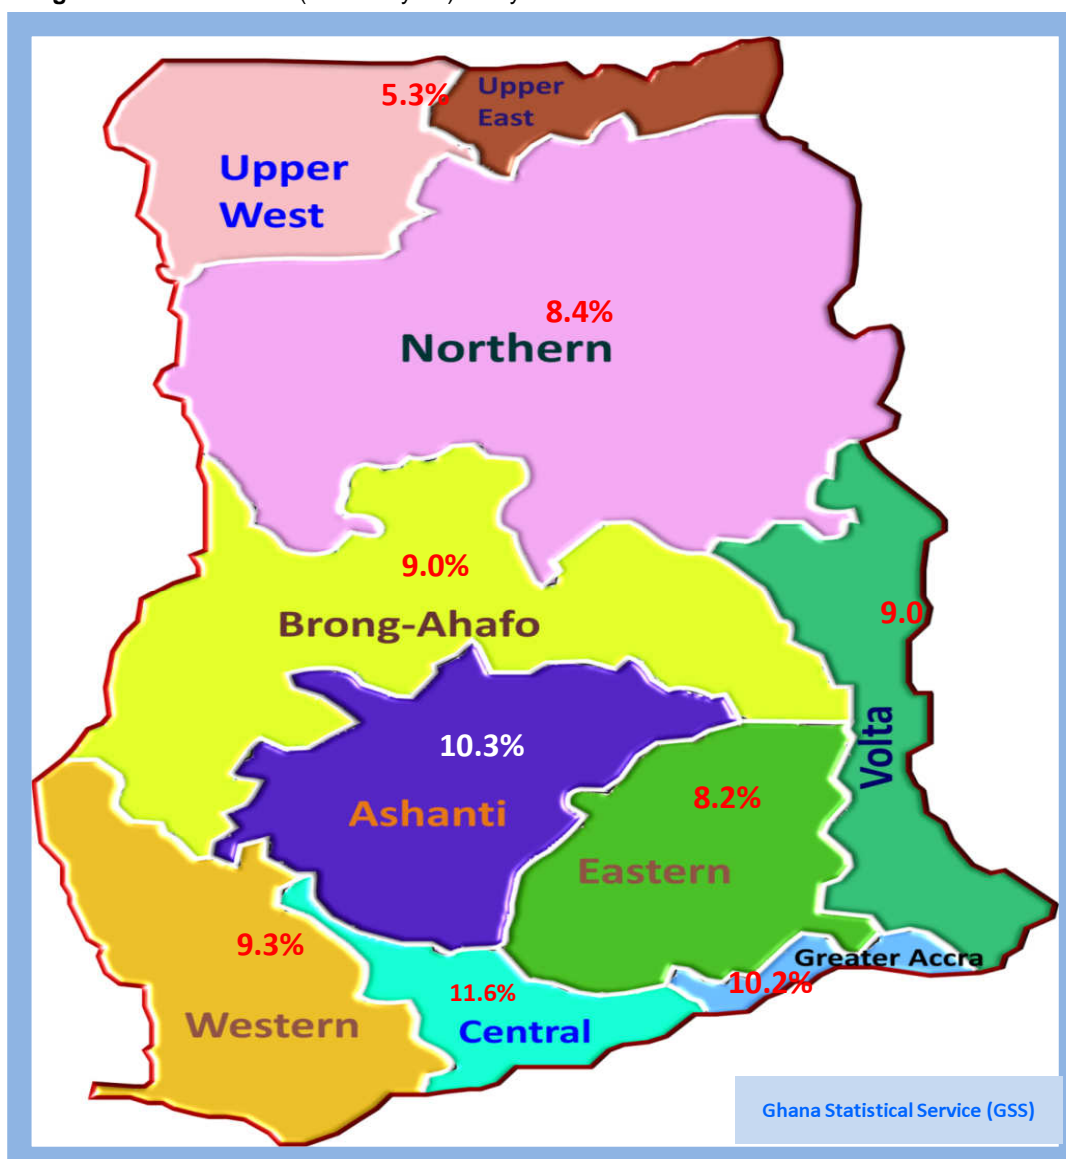 5.3%
Upper
East
Upper
West
8.4%
Northern
9.0%
Brong-Ahafo
9.0
Volta
10.3%
Ashanti
8.2%
Eastern
9.3%
Western
11.6%
Central
Greater Accra
10.2%
Ghana Statistical Service (GSS)